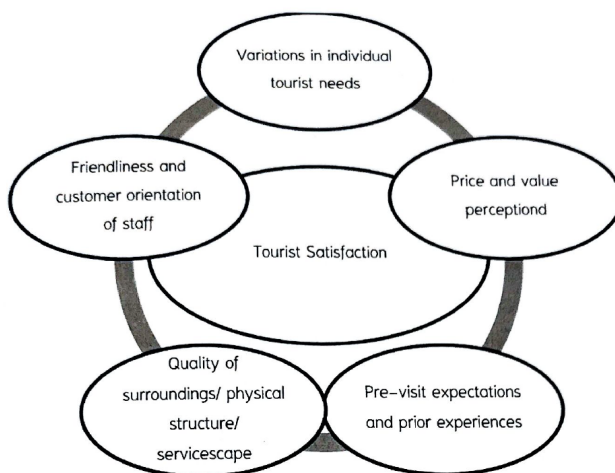 Variations in individual
tourist needs
Friendliness and
customer orientation
of staff
Price and value
perceptiond
Tourist Satisfaction
Quality of
surroundings/ physical
structure/
servicescape
Pre-visit expectations
and prior experiences